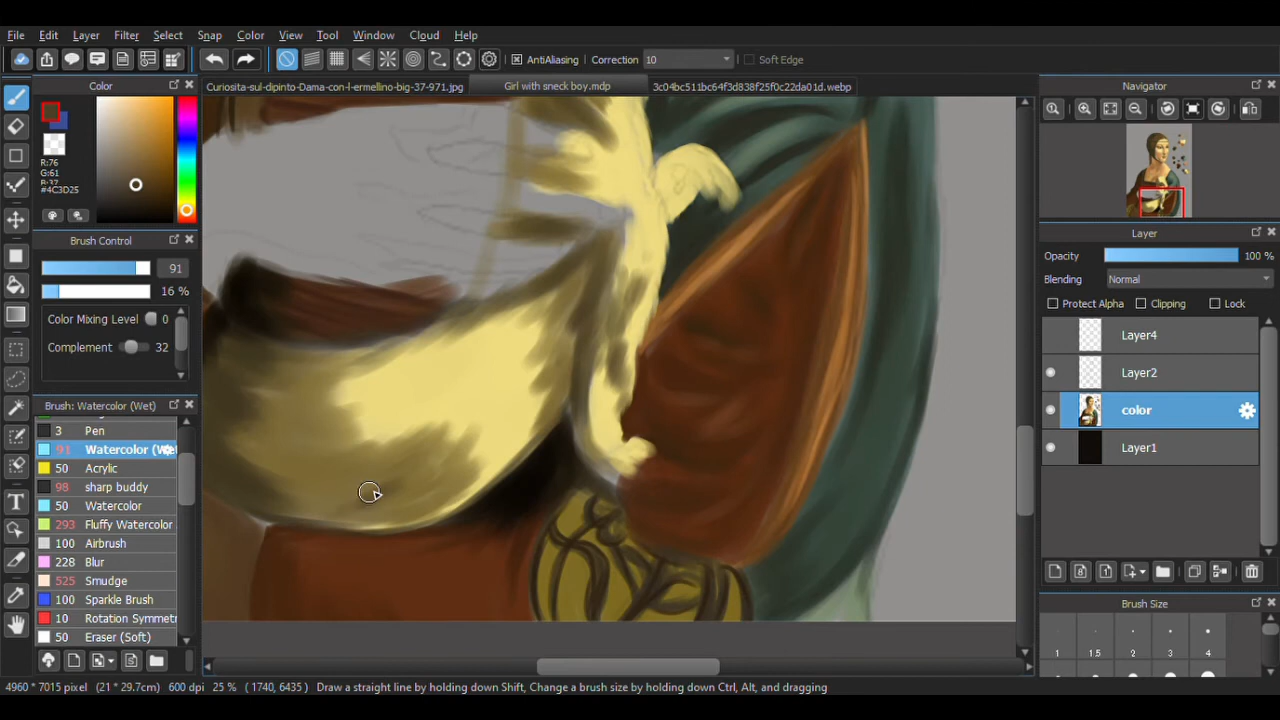 File Edit Layer Filter Select Snap Color View Tool Window Cloud Help
AntiAliasing Correction 10 Soft Edge
Color
Curiosita-sul-dipinto-Dama-con-l-ermellino-big-37-971.jpg Girl with sneck boy.mdp 3c04bc511bc64f3d838f25f0c22da01d.webp
Navigator
R:76
G:61
B:37
#4C3D25
Brush Control
91
16 %
Color Mixing Level 0
Complement 32
Brush: Watercolor (Wet)
3 Pen
91 Watercolor (We
50 Acrylic
98 sharp buddy
50 Watercolor
293 Fluffy Watercolor
100 Airbrush
228 Blur
525 Smudge
100 Sparkle Brush
10 Rotation Symmetr
50 Eraser (Soft)
Layer
Opacity 100 %
Blending Normal
Protect Alpha Clipping Lock
Layer4
Layer2
color
Layer1
Brush Size
1 1.5 2 3 4
4960 * 7015 pixel (21 * 29.7cm) 600 dpi 25 % ( 1740, 6435) Draw a straight line by holding down Shift, Change a brush size by holding down Ctrl, Alt, and dragging